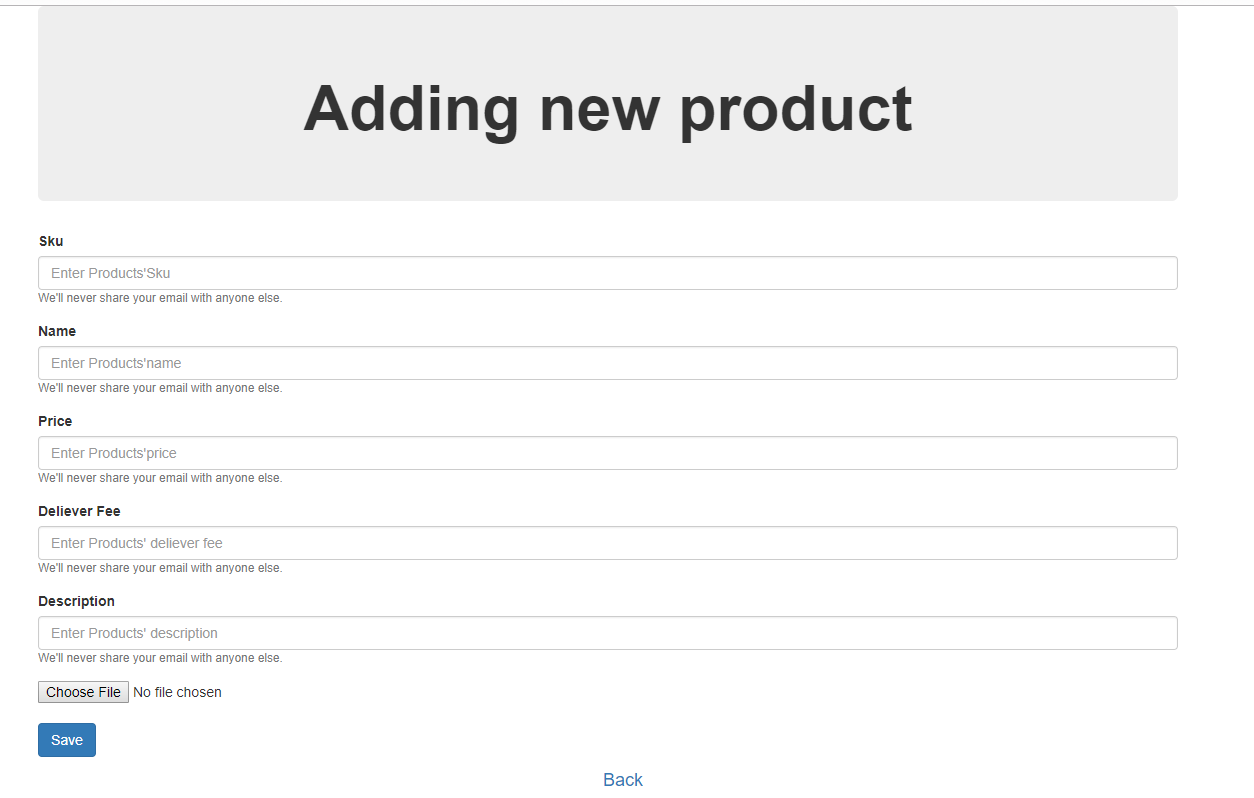 Adding new product
Sku
Enter Products'Sku
We'll never share your email with anyone else.
Name
Enter Products'name
We'll never share your email with anyone else.
Price
Enter Products'price
We'll never share your email with anyone else.
Deliever Fee
Enter Products' deliever fee
We'll never share your email with anyone else.
Description
Enter Products' description
We'll never share your email with anyone else.
Choose File No file chosen
Save
Back